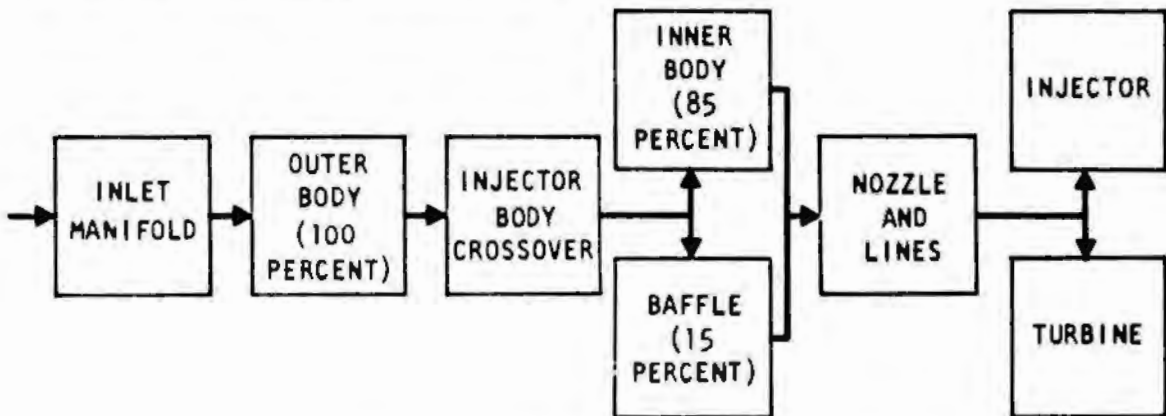 INLET
MANIFOLD
OUTER
BODY
(100
PERCENT)
INJECTOR
BODY
CROSSOVER
INNER
BODY
(85
PERCENT)
BAFFLE
(15
PERCENT)
NOZZLE
AND
LINES
INJECTOR
TURBINE